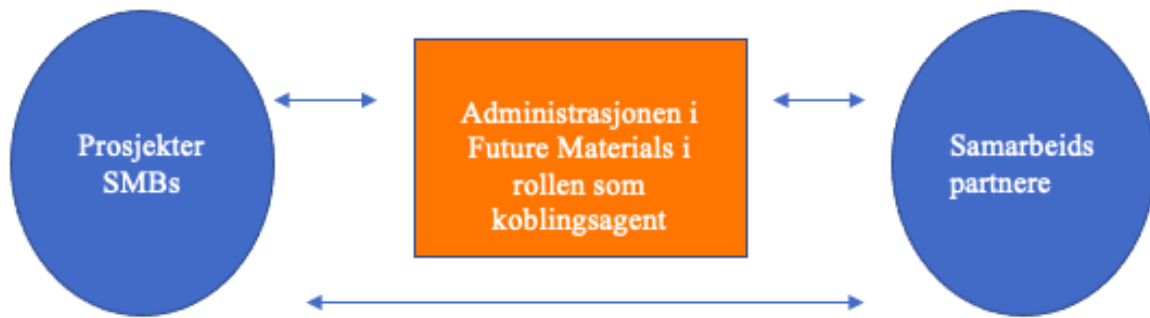 Prosjekter
SMBs
Administrasjonen i
Future Materials i
rollen som
koblingsagent
Samarbeids
partnere